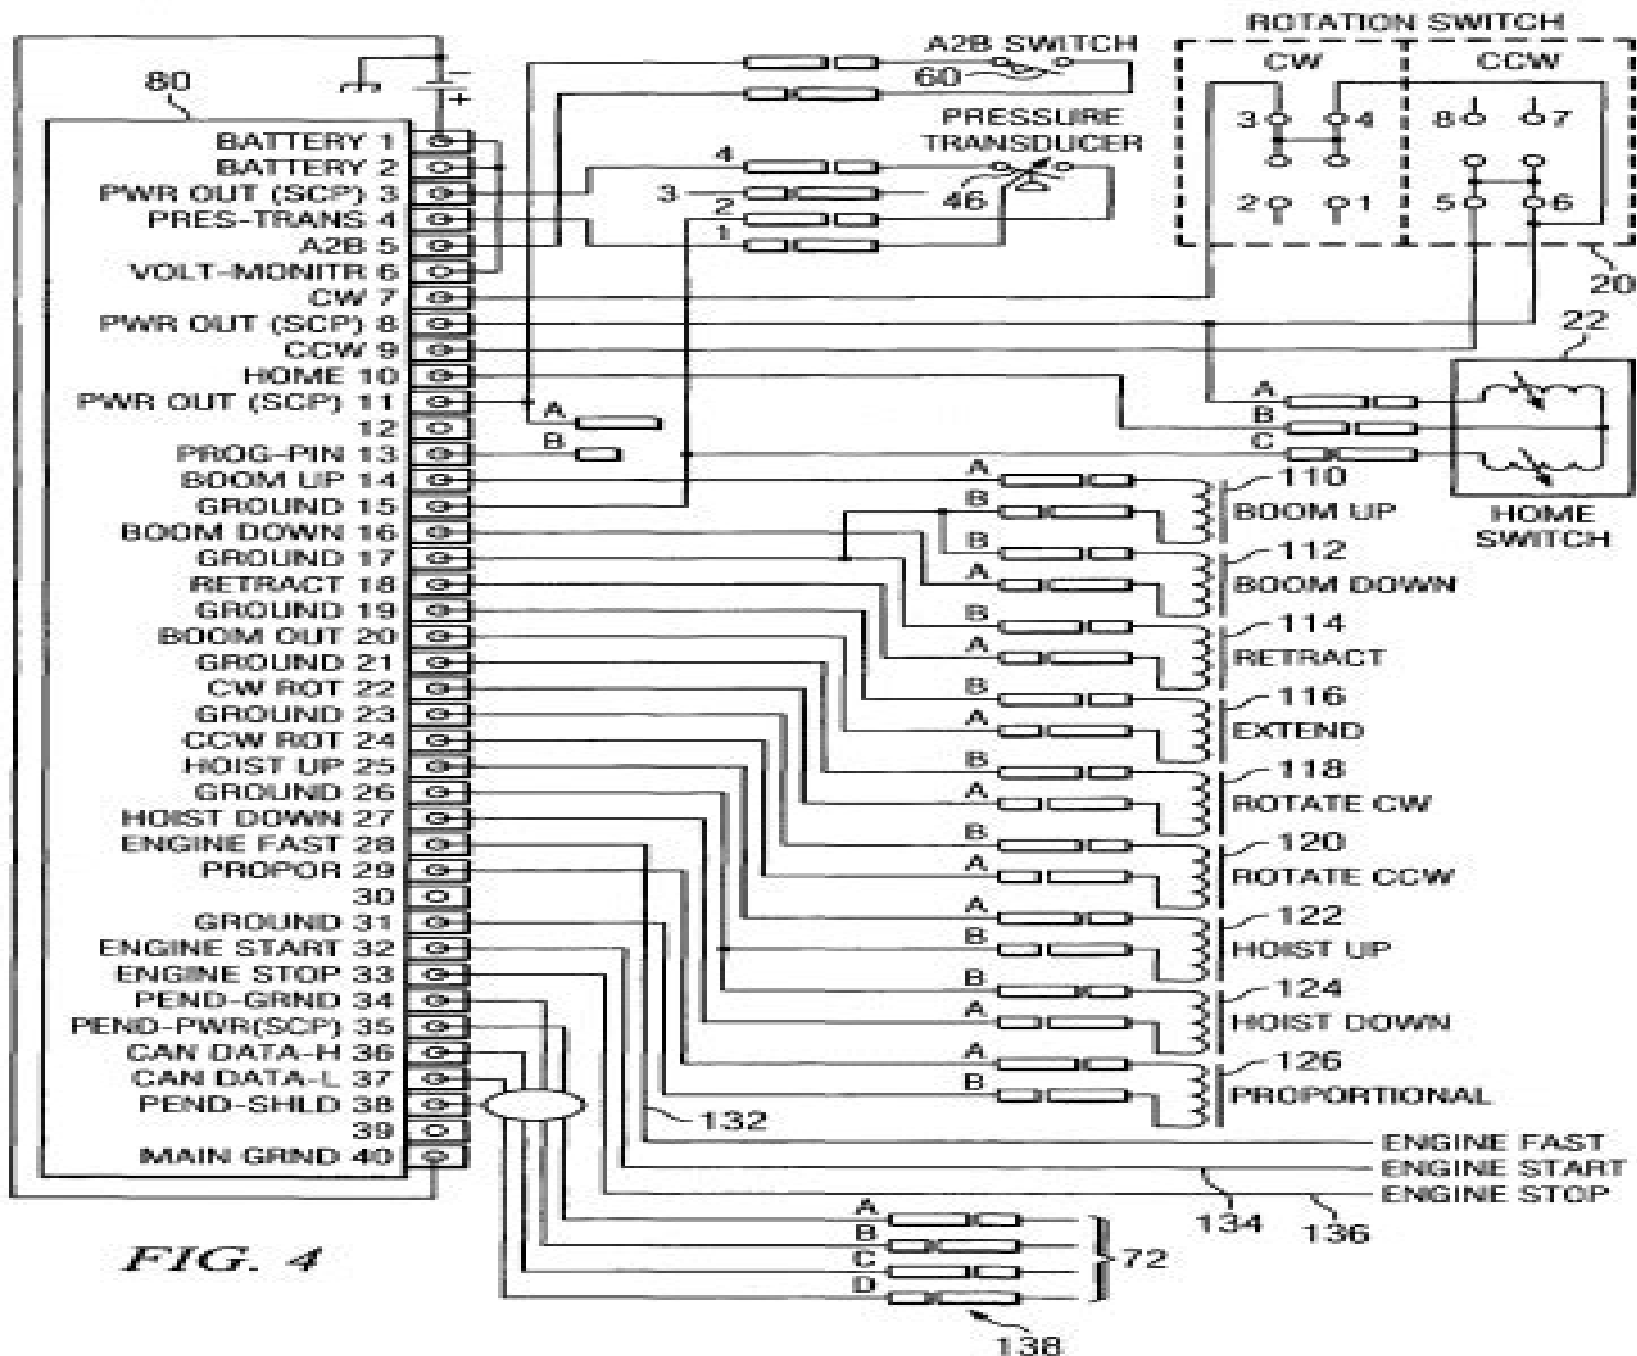 ROTATION SWITCH
CW
CCW
3
4
8
7
2
1
5
6
20
A2B SWITCH
60
PRESSURE
TRANSDUCER
46
4
3
2
1
80
−
+
BATTERY 1
BATTERY 2
PWR OUT (SCP) 3
PRES-TRANS 4
A2B 5
VOLT-MONITR 6
CW 7
PWR OUT (SCP) 8
CCW 9
HOME 10
PWR OUT (SCP) 11
12
PROG-PIN 13
BOOM UP 14
GROUND 15
BOOM DOWN 16
GROUND 17
RETRACT 18
GROUND 19
BOOM OUT 20
GROUND 21
CW ROT 22
GROUND 23
CCW ROT 24
HOIST UP 25
GROUND 26
HOIST DOWN 27
ENGINE FAST 28
PROPOR 29
30
GROUND 31
ENGINE START 32
ENGINE STOP 33
PEND-GRND 34
PEND-PWR(SCP) 35
CAN DATA-H 36
CAN DATA-L 37
PEND-SHLD 38
39
MAIN GRND 40
A
B
22
A
B
C
HOME
SWITCH
A
B
110
BOOM UP
B
A
112
BOOM DOWN
B
A
114
RETRACT
B
A
116
EXTEND
B
A
118
ROTATE CW
B
A
120
ROTATE CCW
A
B
122
HOIST UP
B
A
124
HOIST DOWN
A
B
126
PROPORTIONAL
132
ENGINE FAST
ENGINE START
ENGINE STOP
134
136
A
B
C
D
72
138
FIG. 4